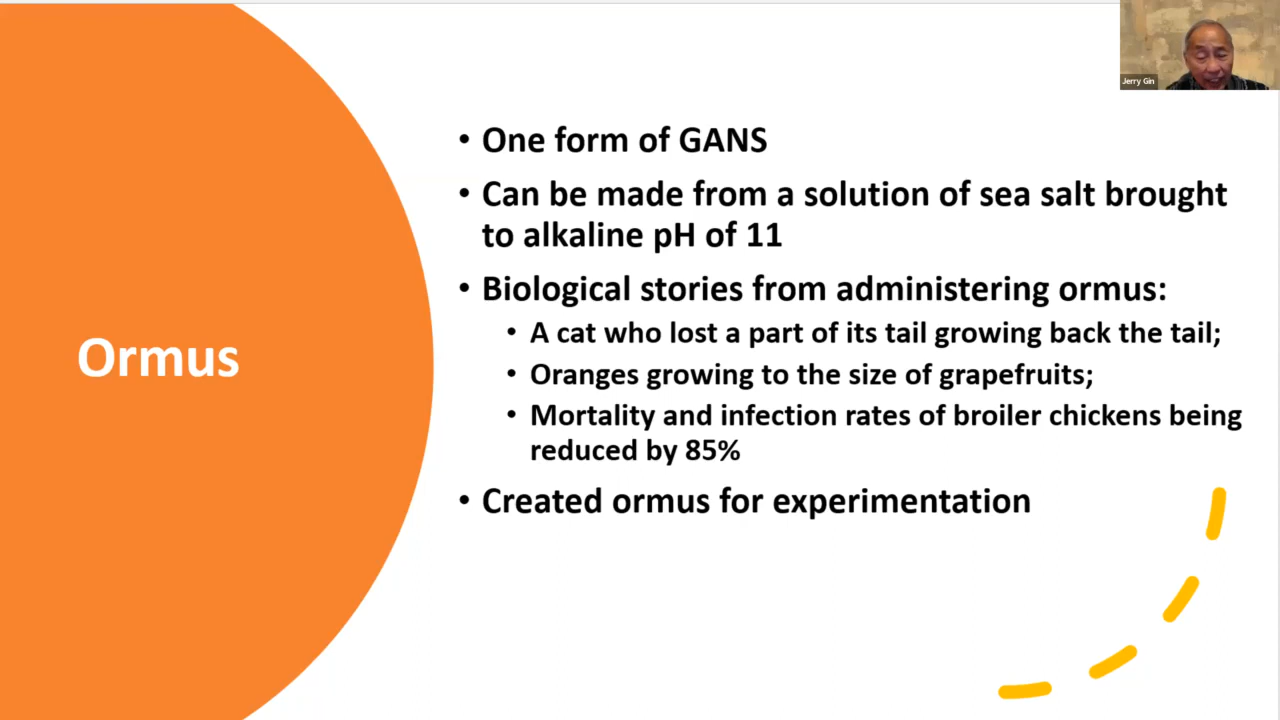 Jerry Gin
Ormus
• One form of GANS
• Can be made from a solution of sea salt brought
to alkaline pH of 11
• Biological stories from administering ormus:
• A cat who lost a part of its tail growing back the tail;
• Oranges growing to the size of grapefruits;
• Mortality and infection rates of broiler chickens being
reduced by 85%
• Created ormus for experimentation